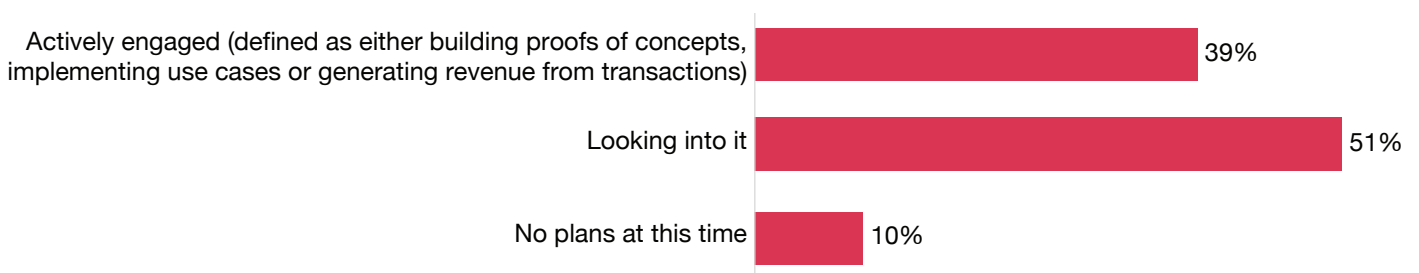 Actively engaged (defined as either building proofs of concepts,
implementing use cases or generating revenue from transactions)
39%
Looking into it
51%
No plans at this time
10%